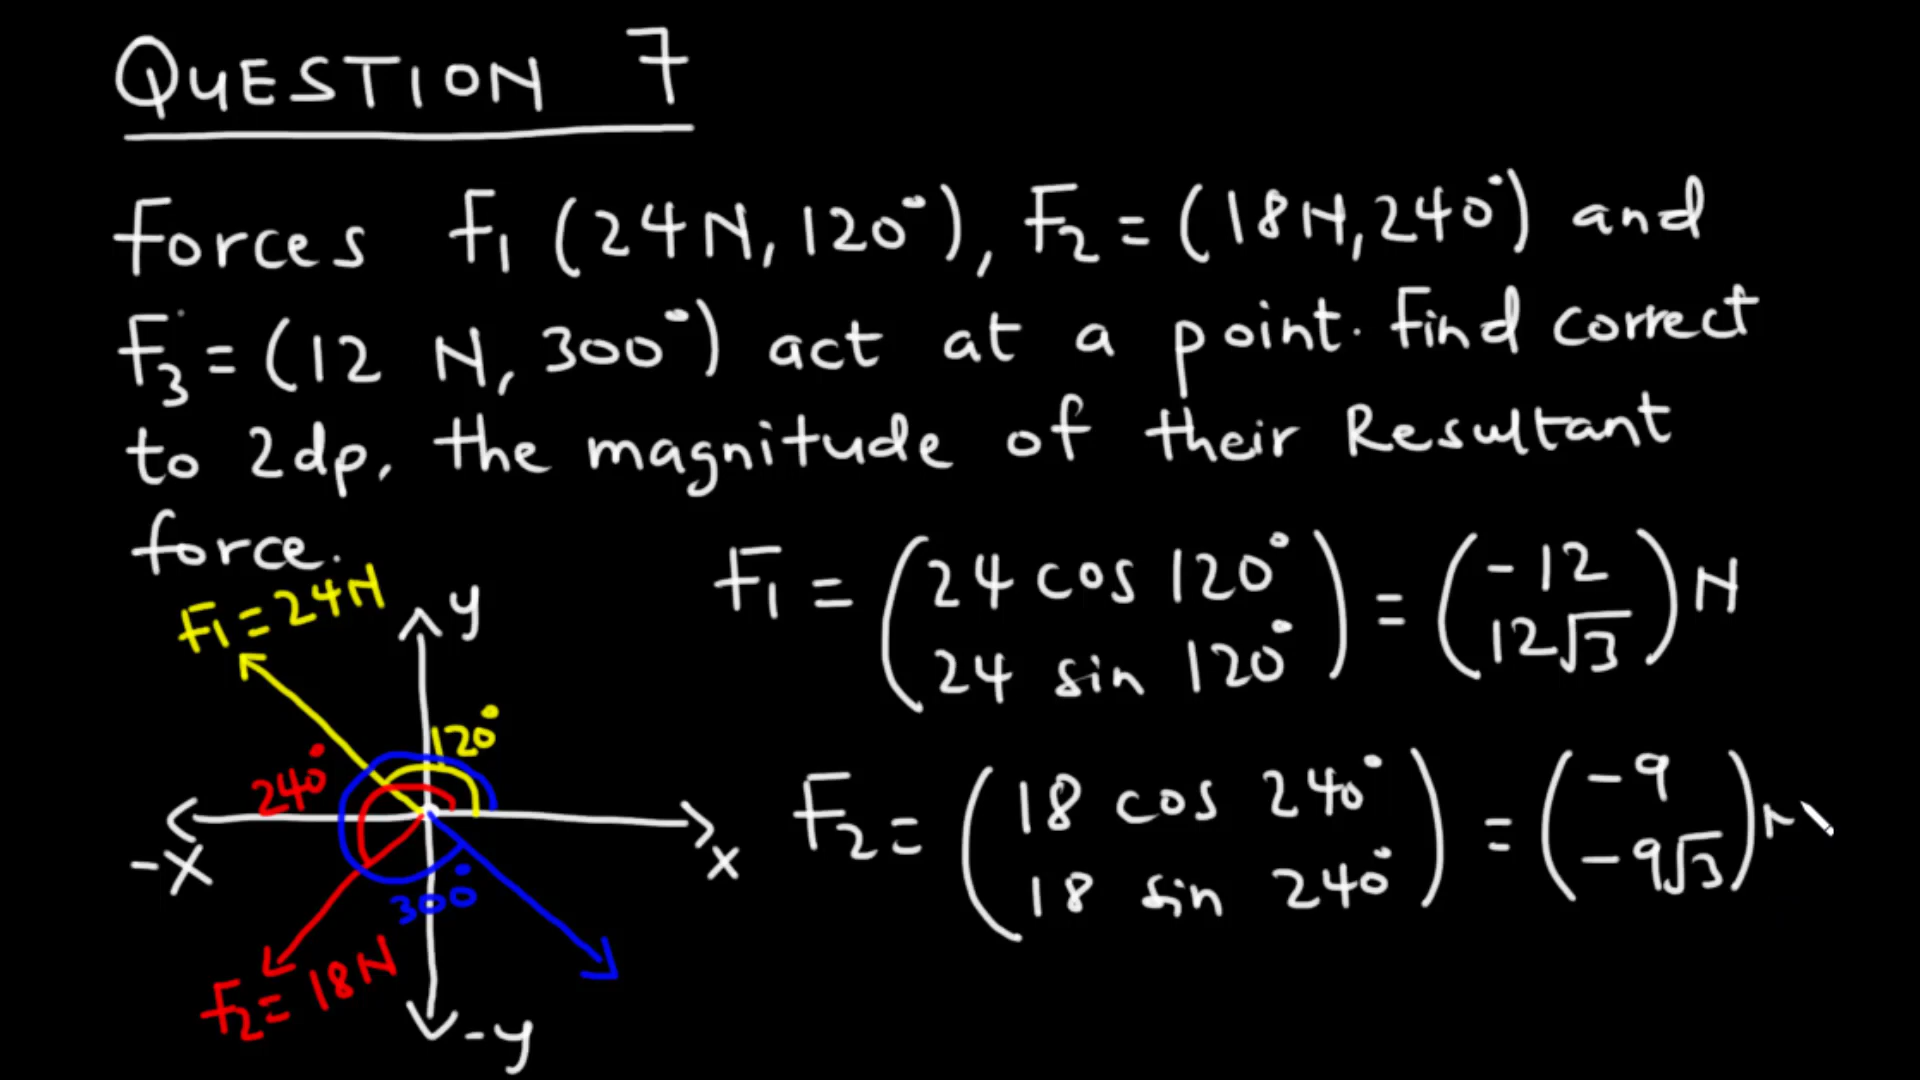 QUESTION 7
Forces F₁ (24N, 120°), F₂ = (18N, 240°) and
F₃ = (12 N, 300°) act at a point. Find correct
to 2dp, the magnitude of their Resultant
force.
F₁ = 24N
y
120°
240°
-x
x
300°
F₂ = 18N
-y
F₁ = (24 cos 120° = (-12
24 sin 120°) 12√3) N
F₂ = (18 cos 240° = (-9
18 sin 240°) -9√3) N